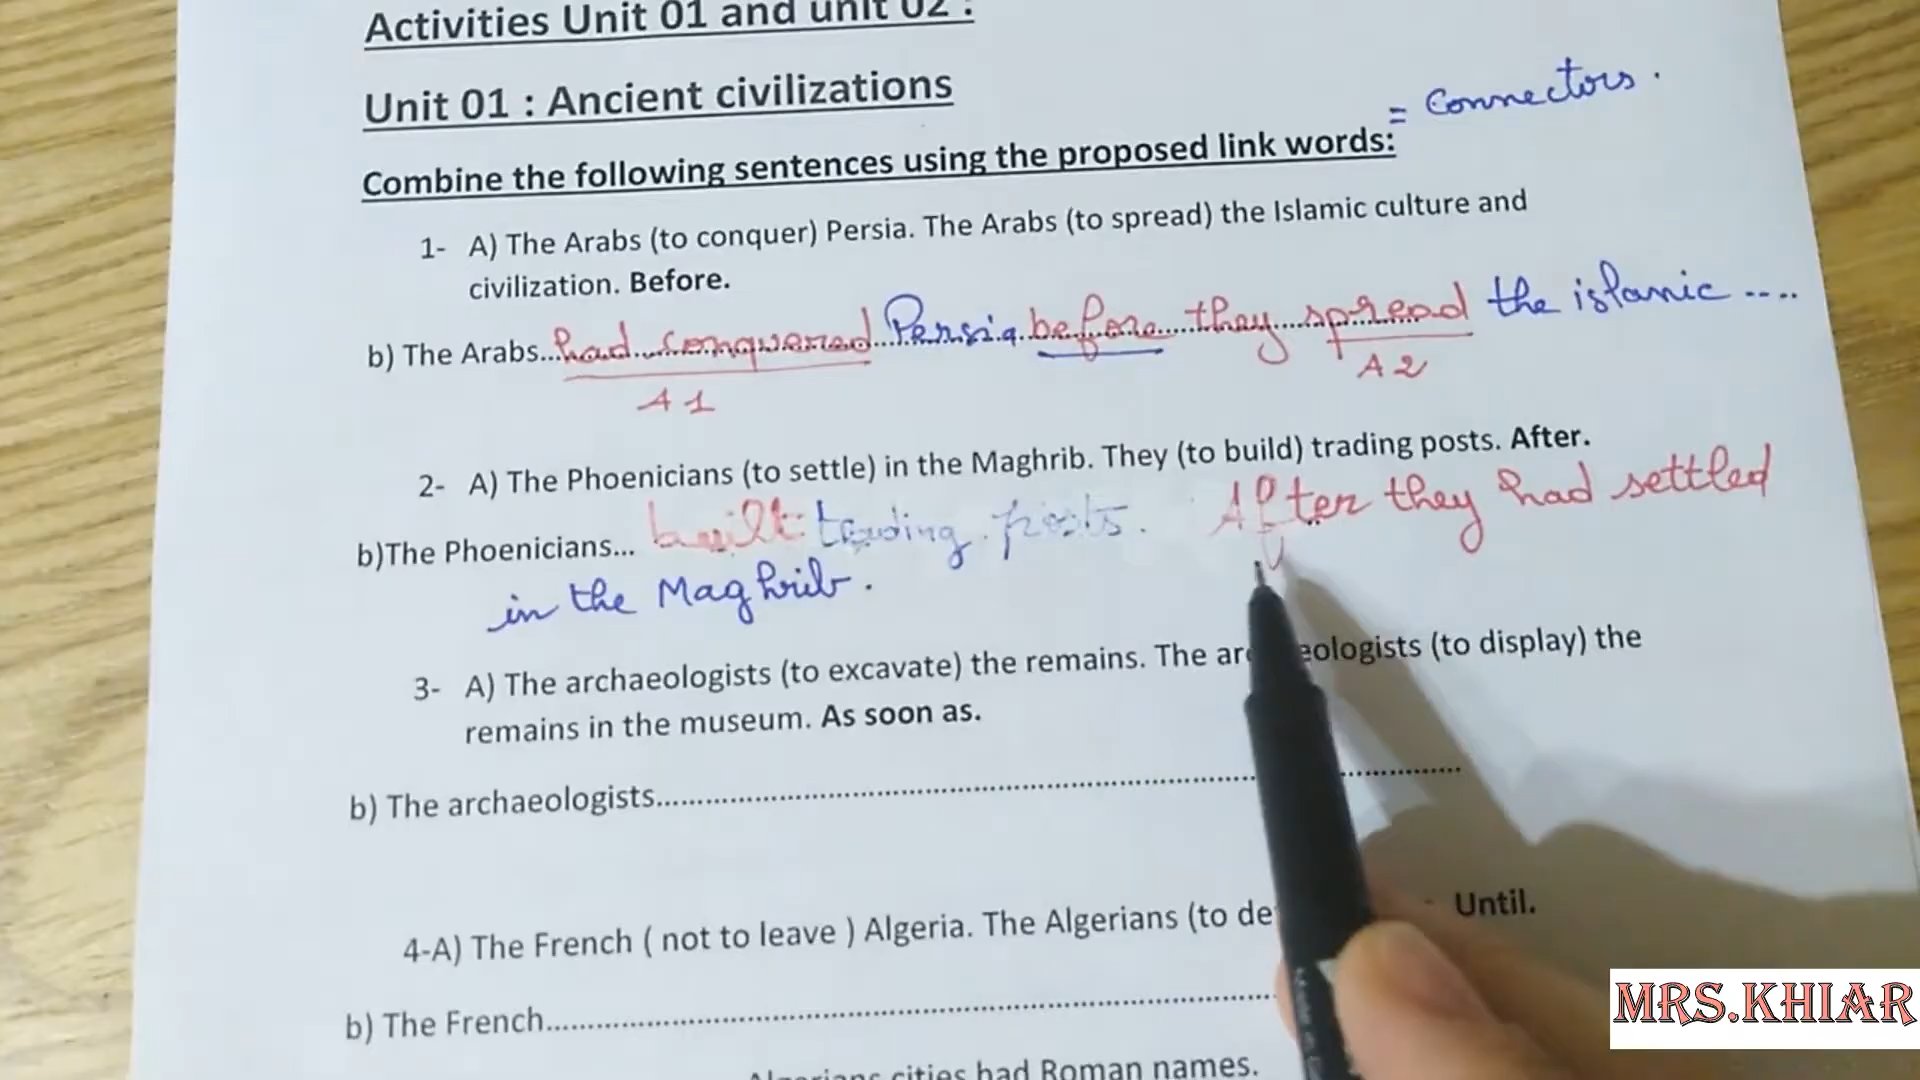 Activities Unit 01 and unit 02 :
Unit 01 : Ancient civilizations
= Connectors.
Combine the following sentences using the proposed link words:
1- A) The Arabs (to conquer) Persia. The Arabs (to spread) the Islamic culture and
civilization. Before.
b) The Arabs...had conquered Persia before they spread the islamic ....
A1 A2
2- A) The Phoenicians (to settle) in the Maghrib. They (to build) trading posts. After.
b)The Phoenicians... built trading posts. After they had settled
in the Maghrib.
3- A) The archaeologists (to excavate) the remains. The archaeologists (to display) the
remains in the museum. As soon as.
b) The archaeologists....................
4-A) The French ( not to leave ) Algeria. The Algerians (to de Until.
b) The French....................
cities had Roman names.
MRS.KHIAR